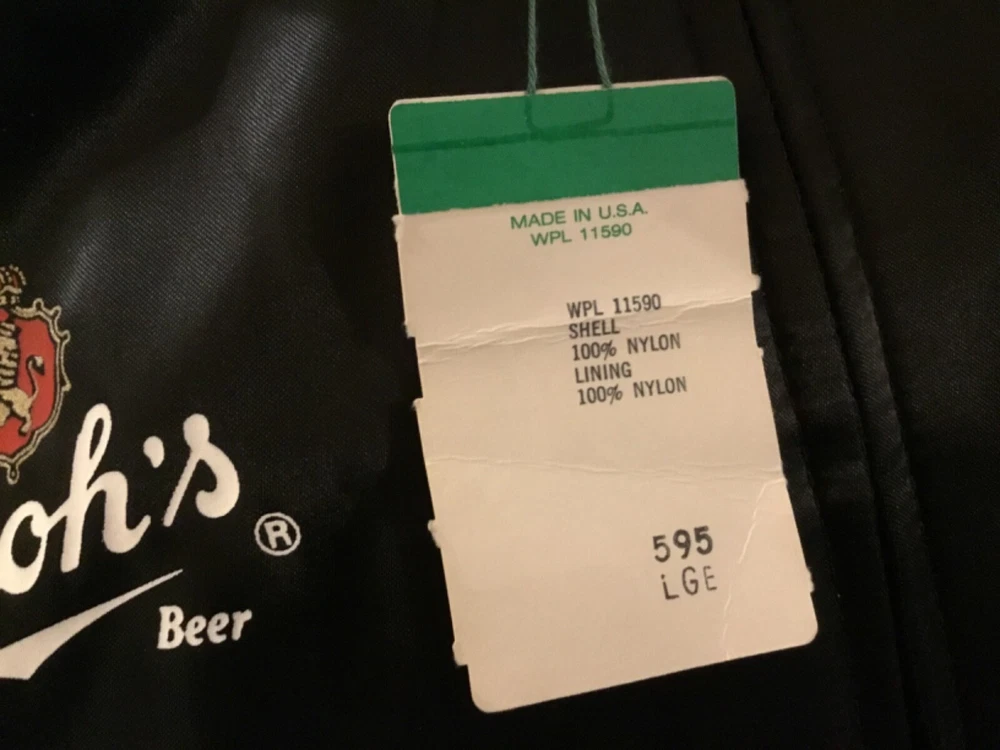 MADE IN U.S.A.
WPL 11590
WPL 11590
SHELL
100% NYLON
LINING
100% NYLON
595
LGE
oh's
®
Beer